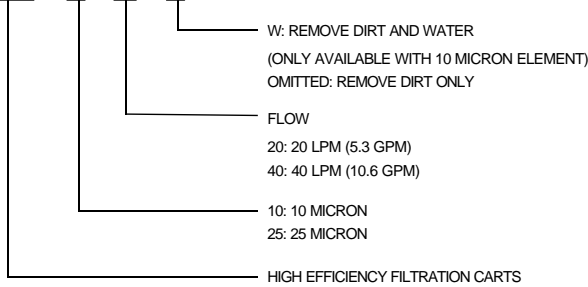 W: REMOVE DIRT AND WATER
(ONLY AVAILABLE WITH 10 MICRON ELEMENT)
OMITTED: REMOVE DIRT ONLY
FLOW
20: 20 LPM (5.3 GPM)
40: 40 LPM (10.6 GPM)
10: 10 MICRON
25: 25 MICRON
HIGH EFFICIENCY FILTRATION CARTS